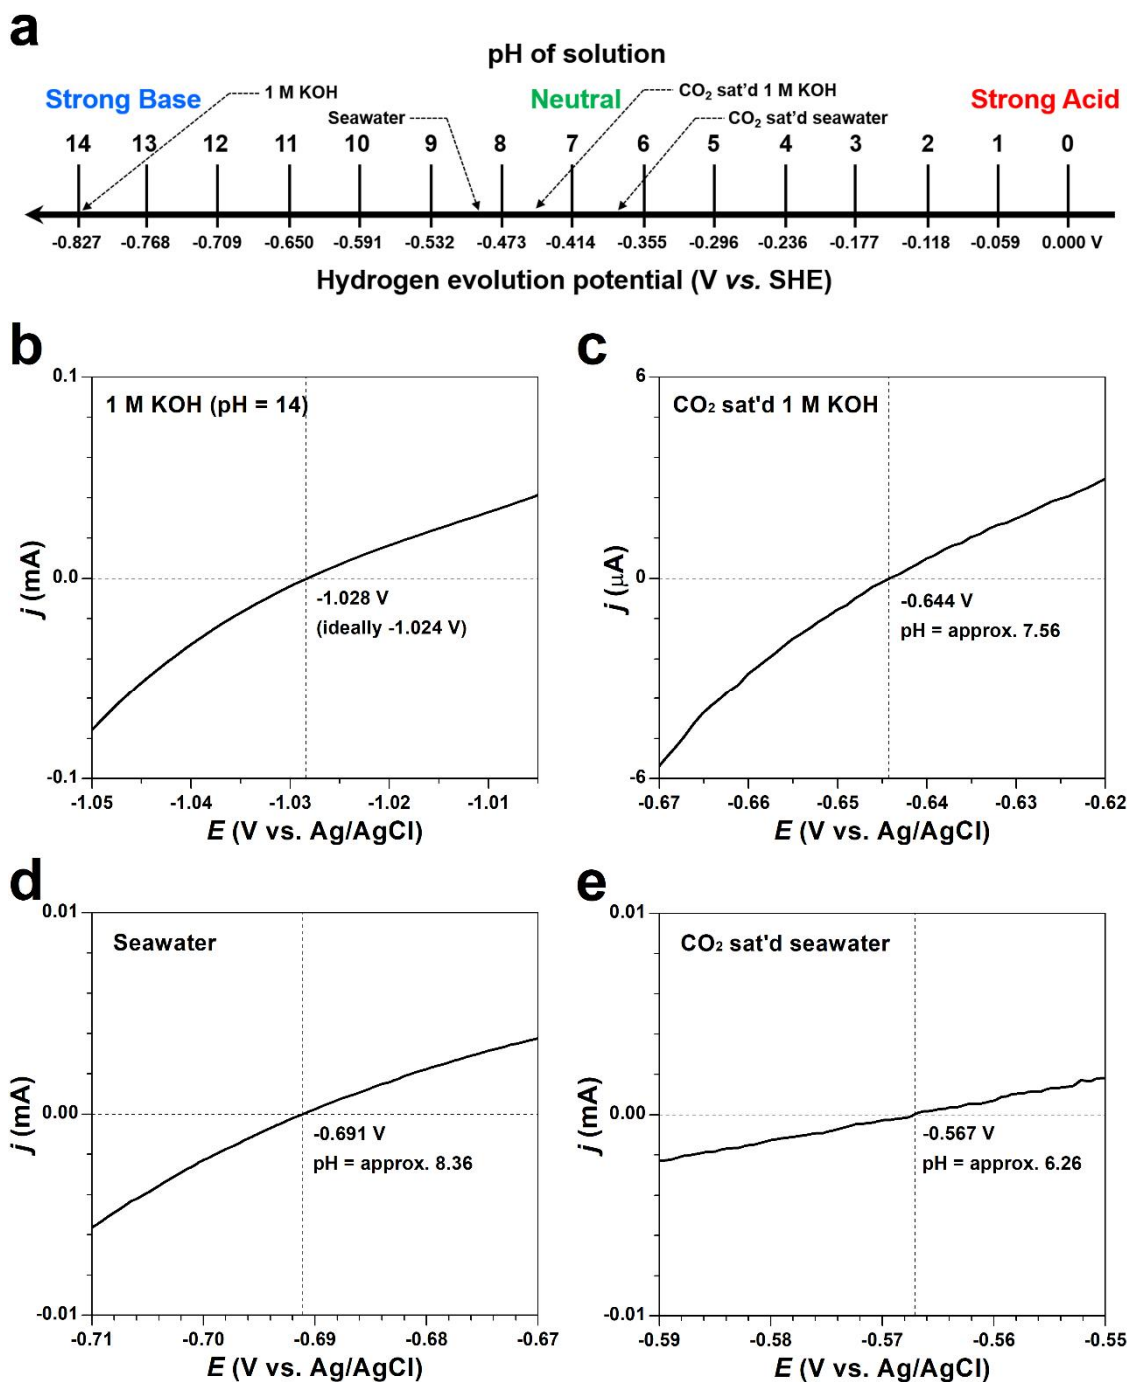 a
pH of solution
Strong Base
1 M KOH
Seawater
Neutral
CO₂ sat'd 1 M KOH
CO₂ sat'd seawater
Strong Acid
14 13 12 11 10 9 8 7 6 5 4 3 2 1 0
-0.827 -0.768 -0.709 -0.650 -0.591 -0.532 -0.473 -0.414 -0.355 -0.296 -0.236 -0.177 -0.118 -0.059 0.000 V
Hydrogen evolution potential (V vs. SHE)
b
1 M KOH (pH = 14)
0.1
0.0
-0.1
j (mA)
-1.028 V
(ideally -1.024 V)
-1.05 -1.04 -1.03 -1.02 -1.01
E (V vs. Ag/AgCl)
c
CO₂ sat'd 1 M KOH
6
0
-6
j (μA)
-0.644 V
pH = approx. 7.56
-0.67 -0.66 -0.65 -0.64 -0.63 -0.62
E (V vs. Ag/AgCl)
d
Seawater
0.01
0.00
-0.01
j (mA)
-0.691 V
pH = approx. 8.36
-0.71 -0.70 -0.69 -0.68 -0.67
E (V vs. Ag/AgCl)
e
CO₂ sat'd seawater
0.01
0.00
-0.01
j (mA)
-0.567 V
pH = approx. 6.26
-0.59 -0.58 -0.57 -0.56 -0.55
E (V vs. Ag/AgCl)